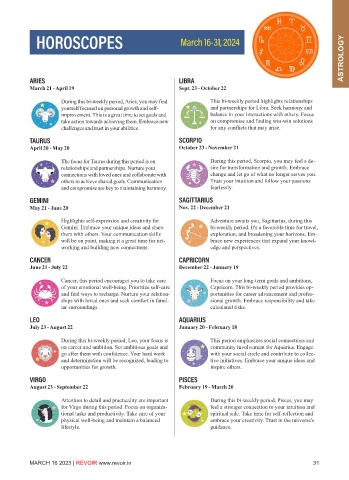 HOROSCOPES
March 16-31, 2024
ASTROLOGY
ARIES
March 21 - April 19
During this bi-weekly period, Aries, you may find
yourself focused on personal growth and self-
improvement. This is a great time to set goals and
take action towards achieving them. Embrace new
challenges and trust in your abilities.
TAURUS
April 20 - May 20
The focus for Taurus during this period is on
relationships and partnerships. Nurture your
connections with loved ones and collaborate with
others to achieve shared goals. Communication
and compromise are key to maintaining harmony.
GEMINI
May 21 - June 20
Highlights self-expression and creativity for
Gemini. Embrace your unique ideas and share
them with others. Your communication skills
will be on point, making it a great time for net-
working and building new connections.
CANCER
June 21 - July 22
Cancer, this period encourages you to take care
of your emotional well-being. Prioritize self-care
and find ways to recharge. Nurture your relation-
ships with loved ones and seek comfort in famil-
iar surroundings.
LEO
July 23 - August 22
During this bi-weekly period, Leo, your focus is
on career and ambition. Set ambitious goals and
go after them with confidence. Your hard work
and determination will be recognized, leading to
opportunities for growth.
VIRGO
August 23 - September 22
Attention to detail and practicality are important
for Virgo during this period. Focus on organiza-
tional tasks and productivity. Take care of your
physical well-being and maintain a balanced
lifestyle.
LIBRA
Sept. 23 - October 22
This bi-weekly period highlights relationships
and partnerships for Libra. Seek harmony and
balance in your interactions with others. Focus
on compromise and finding win-win solutions
for any conflicts that may arise.
SCORPIO
October 23 - November 21
During this period, Scorpio, you may feel a de-
sire for transformation and growth. Embrace
change and let go of what no longer serves you.
Trust your intuition and follow your passions
fearlessly.
SAGITTARIUS
Nov. 22 - December 21
Adventure awaits you, Sagittarius, during this
bi-weekly period. It's a favorable time for travel,
exploration, and broadening your horizons. Em-
brace new experiences that expand your knowl-
edge and perspectives.
CAPRICORN
December 22 - January 19
Focus on your long-term goals and ambitions,
Capricorn. This bi-weekly period provides op-
portunities for career advancement and profes-
sional growth. Embrace responsibility and take
calculated risks.
AQUARIUS
January 20 - February 18
This period emphasizes social connections and
community involvement for Aquarius. Engage
with your social circle and contribute to collec-
tive initiatives. Embrace your unique ideas and
inspire others.
PISCES
February 19 - March 20
During this bi-weekly period, Pisces, you may
feel a stronger connection to your intuition and
spiritual side. Take time for self-reflection and
embrace your creativity. Trust in the universe's
guidance.
MARCH 16 2023 | REVOIR www.revoir.in
31